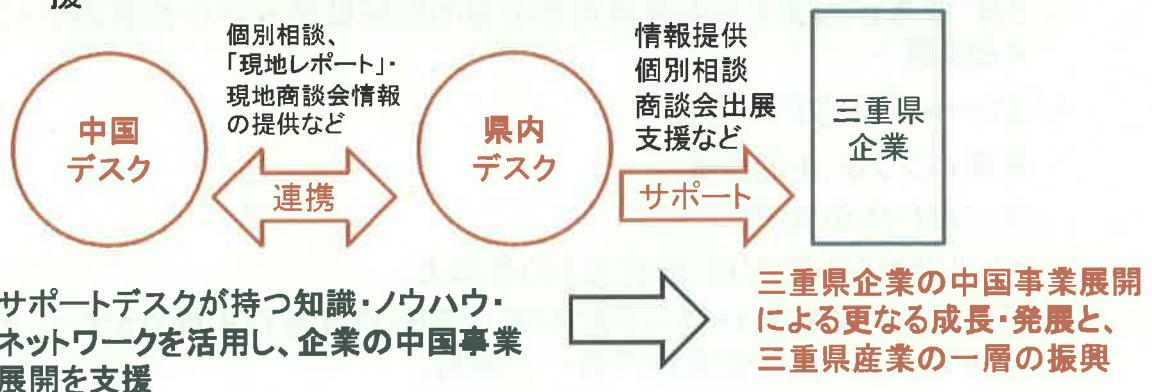 援
個別相談、
「現地レポート」・
現地商談会情報
の提供など
情報提供
個別相談
商談会出展
支援など
中国
デスク
連携
県内
デスク
サポート
三重県
企業
サポートデスクが持つ知識・ノウハウ・
ネットワークを活用し、企業の中国事業
展開を支援
三重県企業の中国事業展開
による更なる成長・発展と、
三重県産業の一層の振興